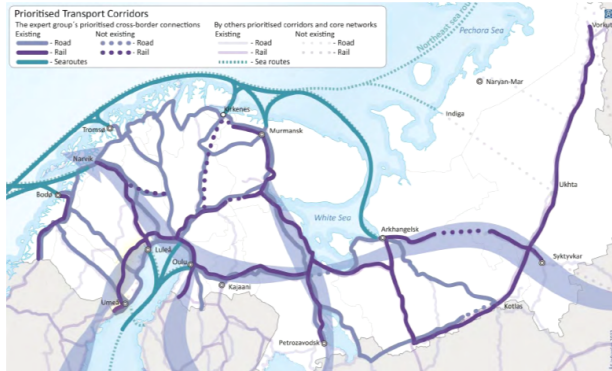 Prioritised Transport Corridors
The expert group´s prioritised cross-border connections
Existing Not existing
- Road - Road
- Rail - Rail
- Searoutes
By others prioritised corridors and core networks
Existing Not existing
- Road - Road
- Rail - Rail
- Sea routes
Northeast sea route
Pechora Sea
Vorkut
Naryan-Mar
Kirkenes
Tromsø
Murmansk
Indiga
Narvik
Ukhta
Bodø
White Sea
Arkhangelsk
Luleå
Oulu
Syktyvkar
Kajaani
Umeå
Kotlas
Petrozavodsk